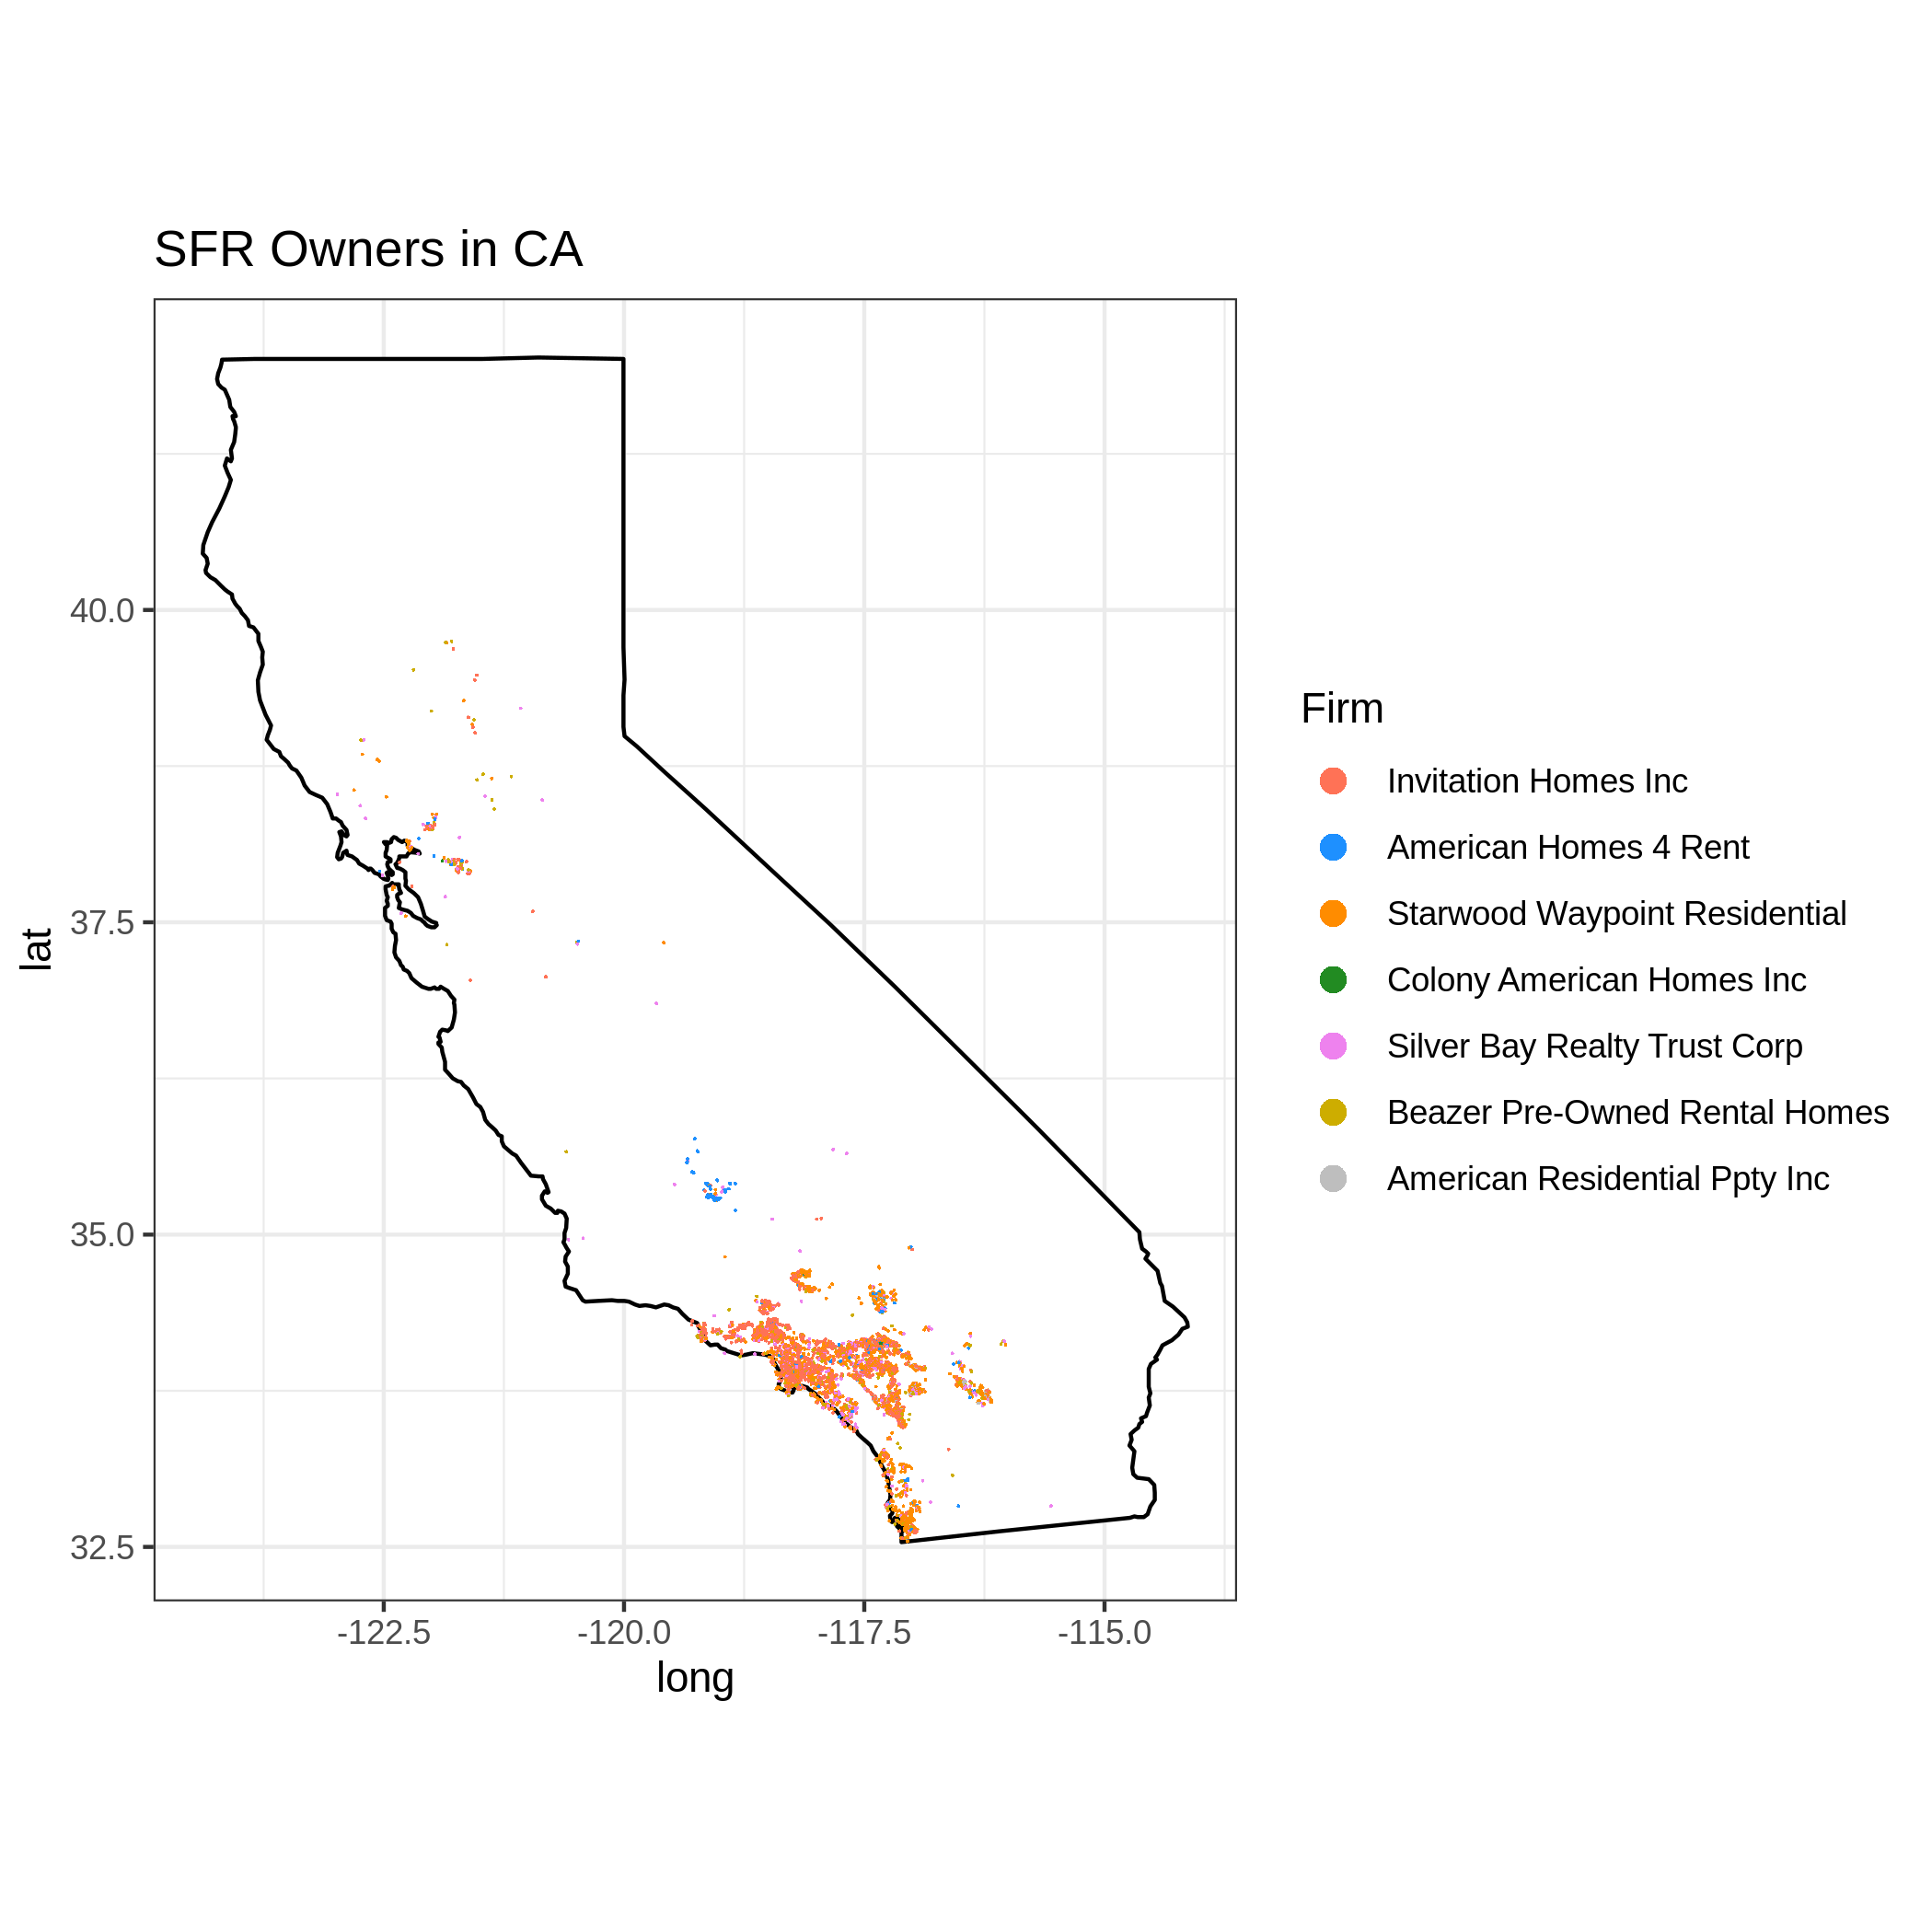 SFR Owners in CA
40.0
37.5
35.0
32.5
lat
-122.5
-120.0
-117.5
-115.0
long
Firm
Invitation Homes Inc
American Homes 4 Rent
Starwood Waypoint Residential
Colony American Homes Inc
Silver Bay Realty Trust Corp
Beazer Pre-Owned Rental Homes
American Residential Ppty Inc